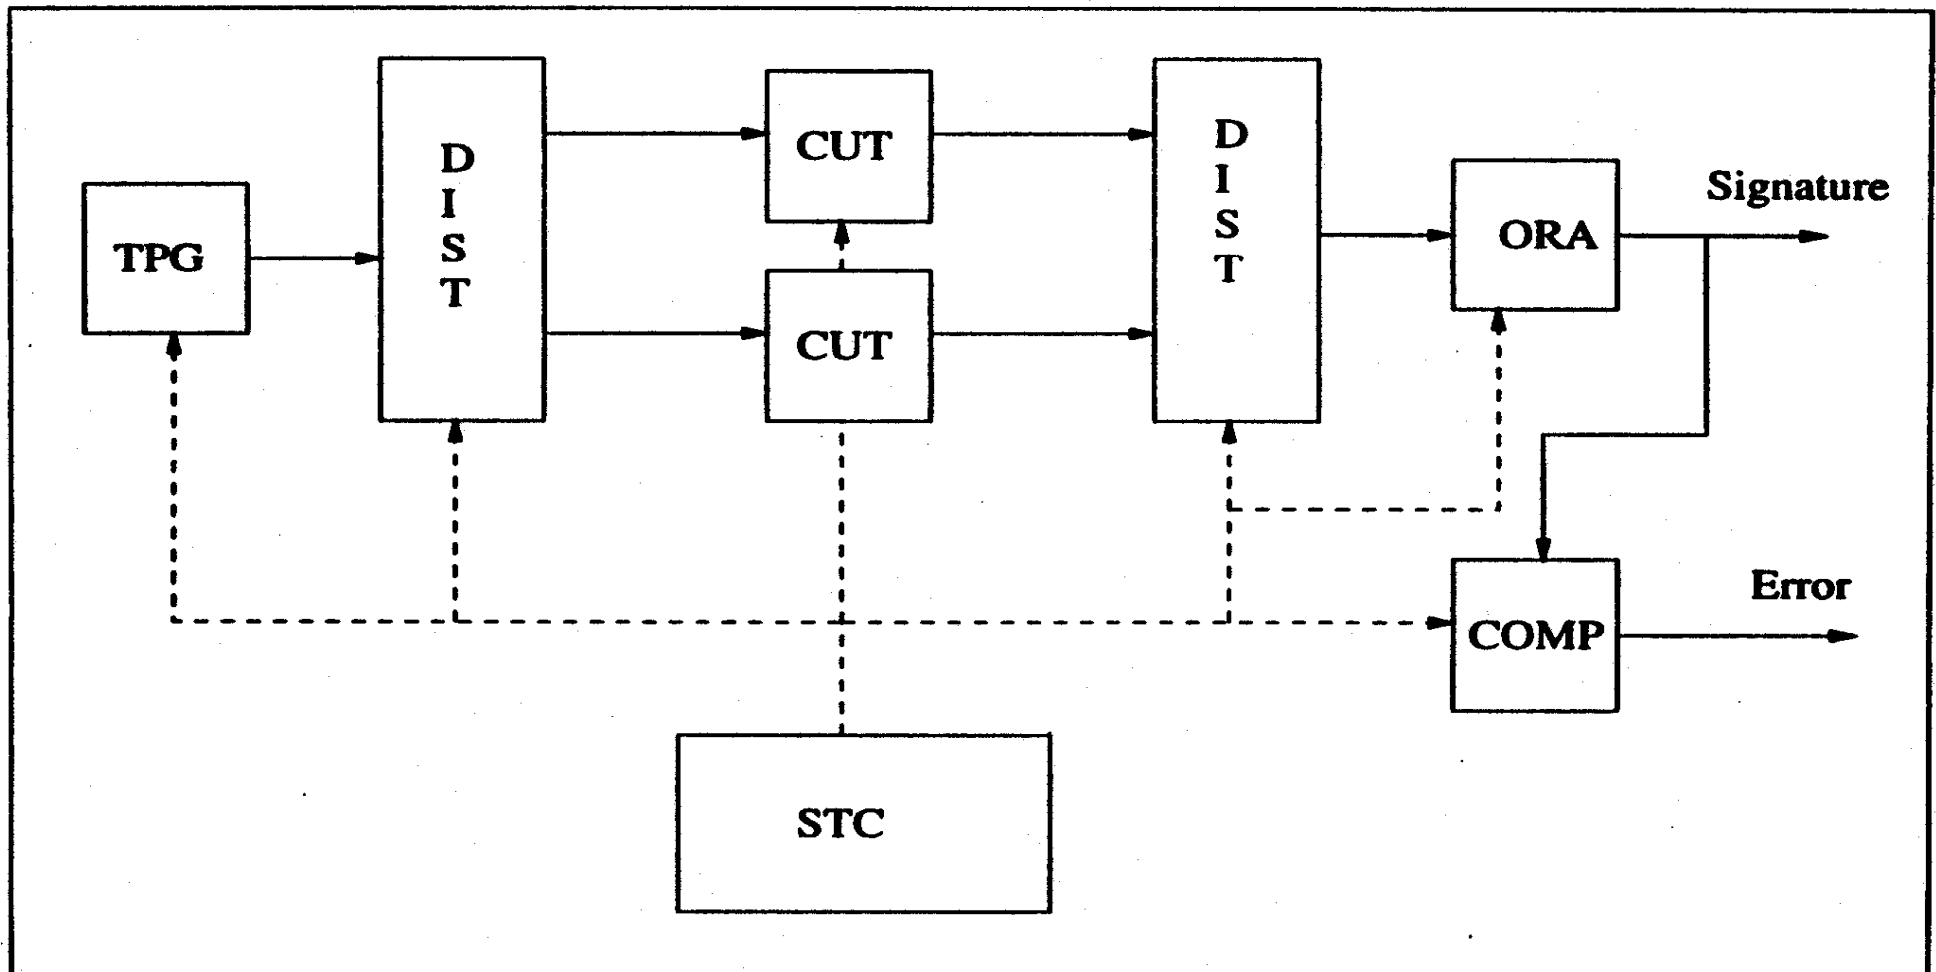 TPG
D
I
S
T
CUT
CUT
D
I
S
T
ORA
Signature
COMP
Error
STC